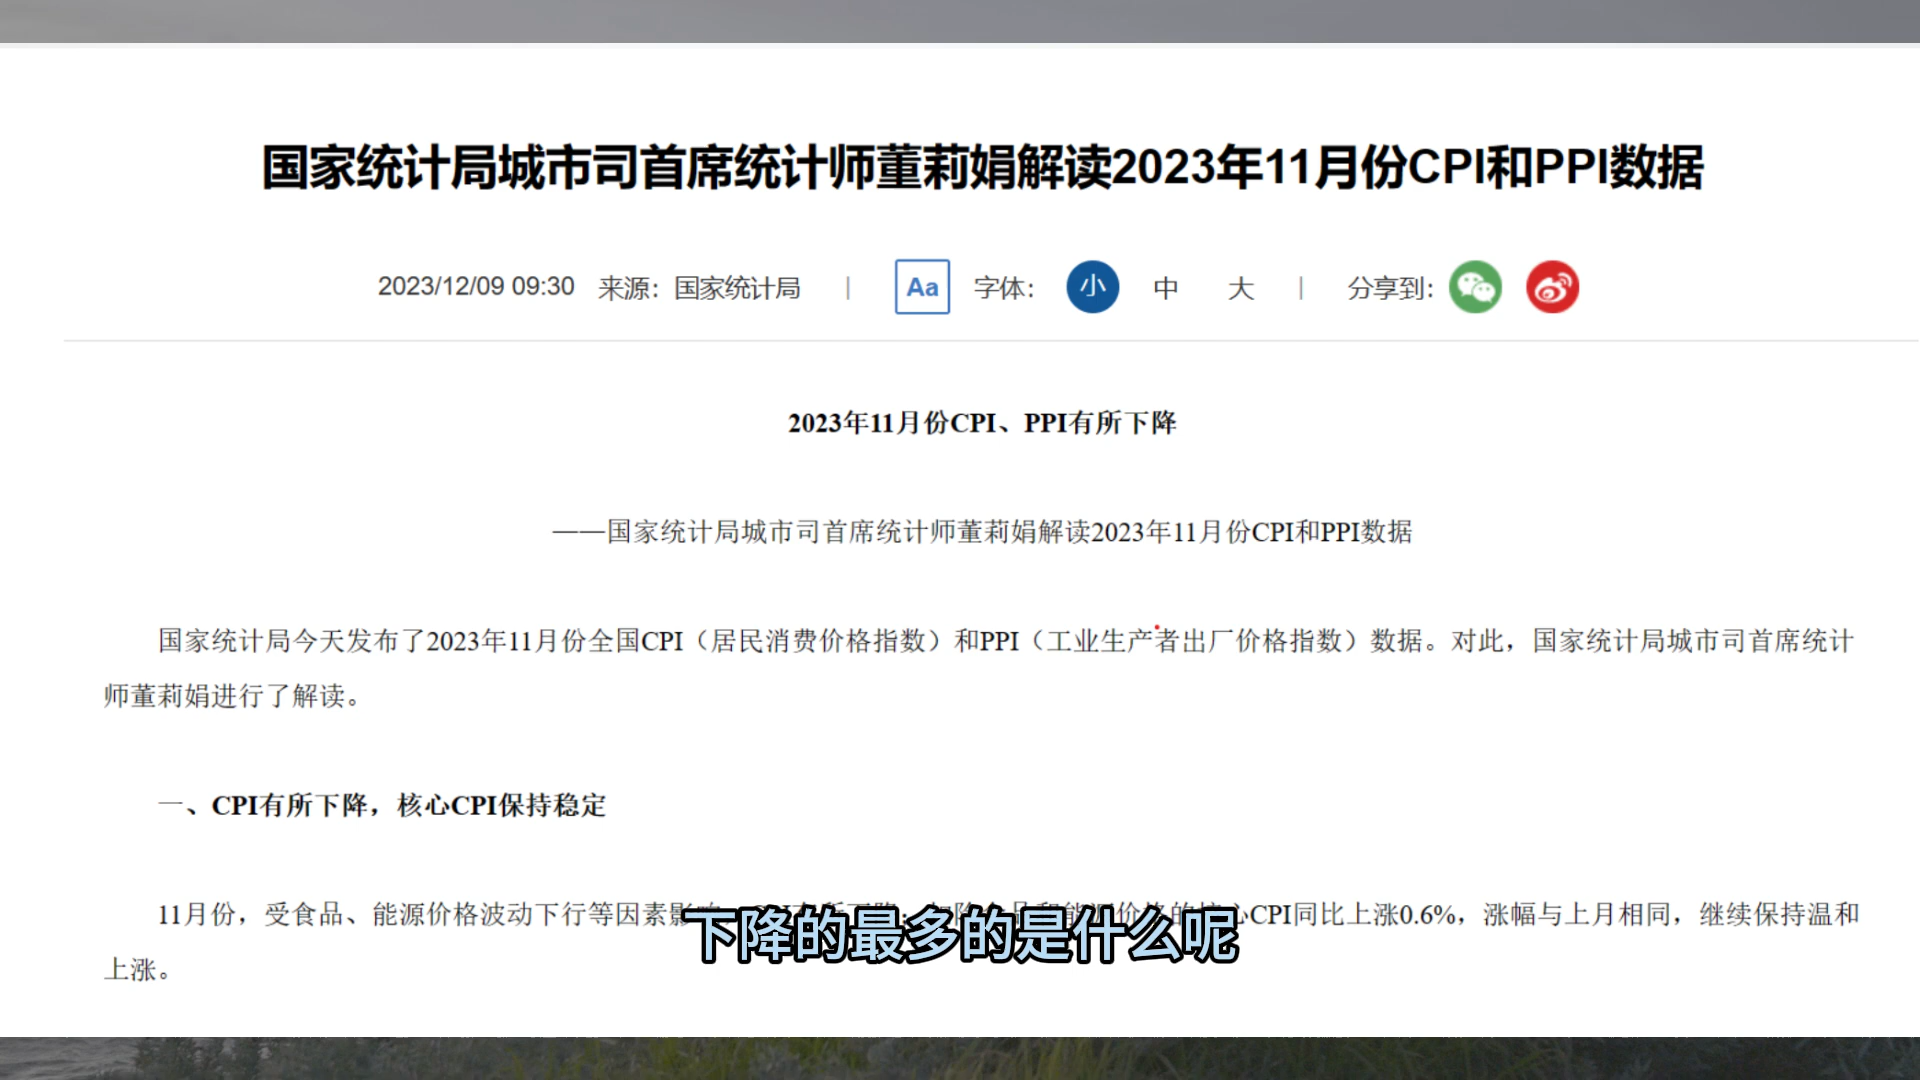 国家统计局城市司首席统计师董莉娟解读2023年11月份CPI和PPI数据
2023/12/09 09:30 来源：国家统计局 | Aa 字体： 小 中 大 | 分享到：
2023年11月份CPI、PPI有所下降
——国家统计局城市司首席统计师董莉娟解读2023年11月份CPI和PPI数据
国家统计局今天发布了2023年11月份全国CPI（居民消费价格指数）和PPI（工业生产者出厂价格指数）数据。对此，国家统计局城市司首席统计
师董莉娟进行了解读。
一、CPI有所下降，核心CPI保持稳定
11月份，受食品、能源价格波动下行等因素影 CPI同比上涨0.6%，涨幅与上月相同，继续保持温和
上涨。
下降的最多的是什么呢